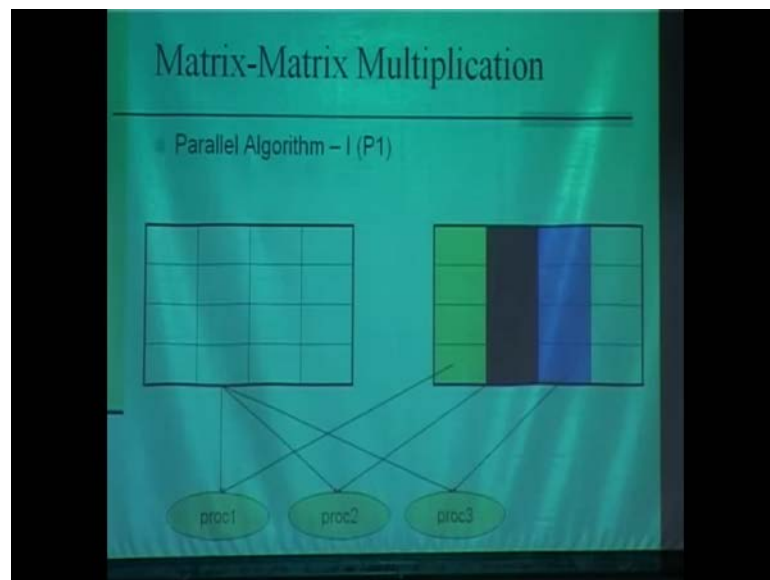 Matrix-Matrix Multiplication
Parallel Algorithm – I (P1)
proc1 proc2 proc3